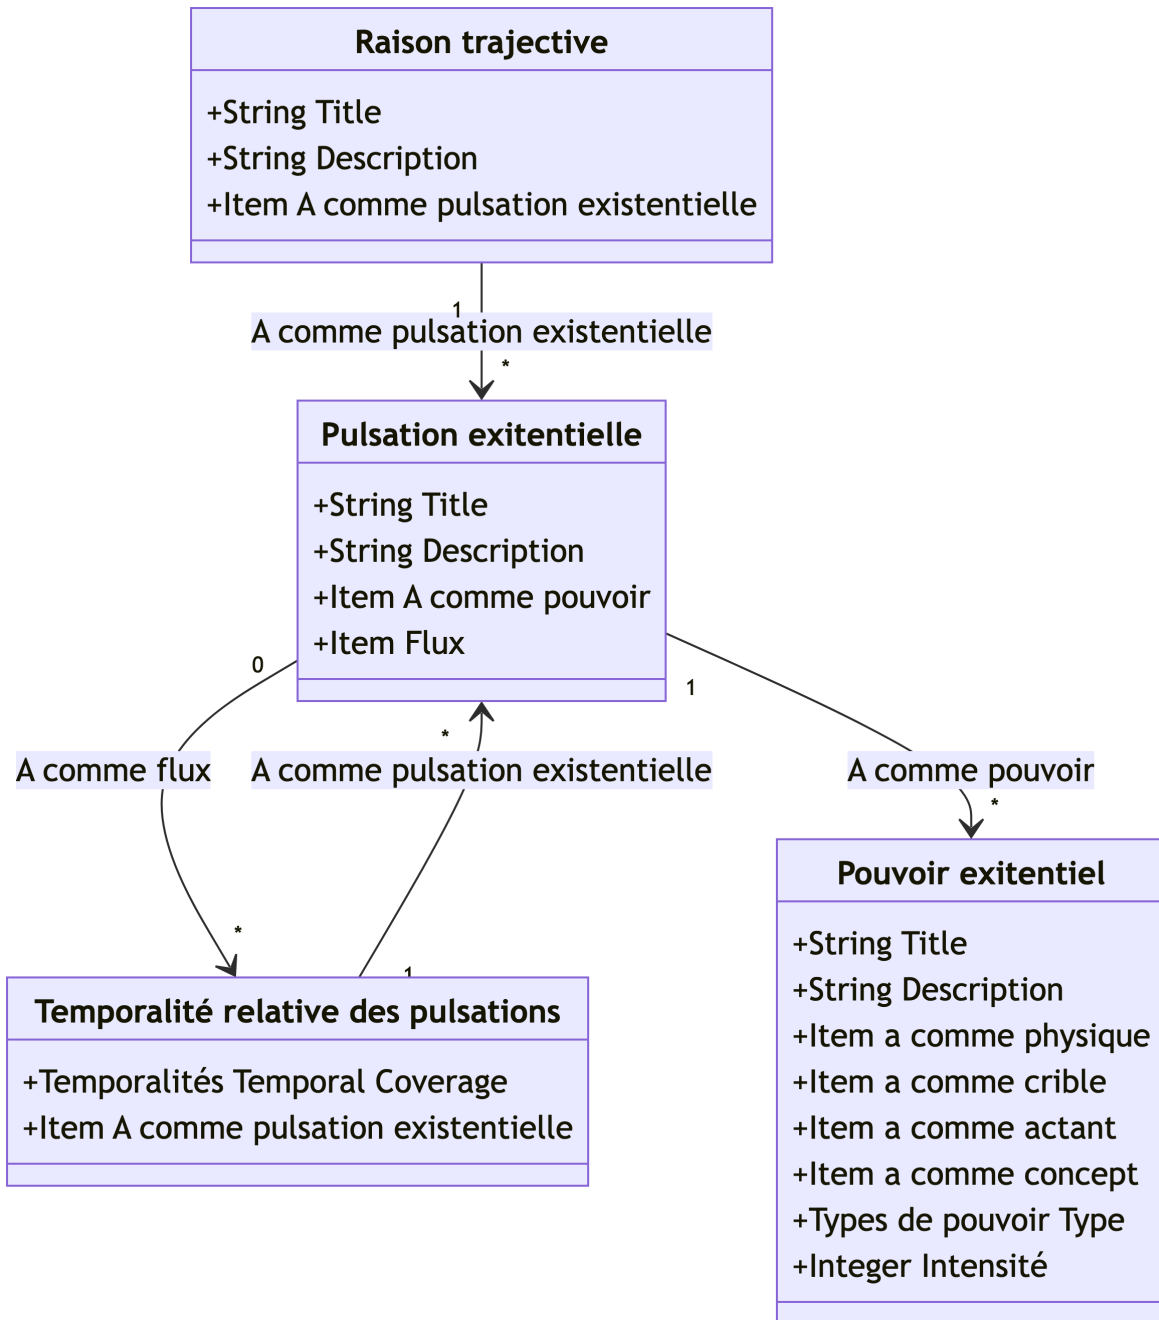 Raison trajective
+String Title
+String Description
+Item A comme pulsation existentielle
1
A comme pulsation existentielle
*
Pulsation exitentielle
+String Title
+String Description
+Item A comme pouvoir
+Item Flux
0
1
*
A comme flux
A comme pulsation existentielle
A comme pouvoir
*
*
1
Temporalité relative des pulsations
+Temporalités Temporal Coverage
+Item A comme pulsation existentielle
Pouvoir exitentiel
+String Title
+String Description
+Item a comme physique
+Item a comme crible
+Item a comme actant
+Item a comme concept
+Types de pouvoir Type
+Integer Intensité